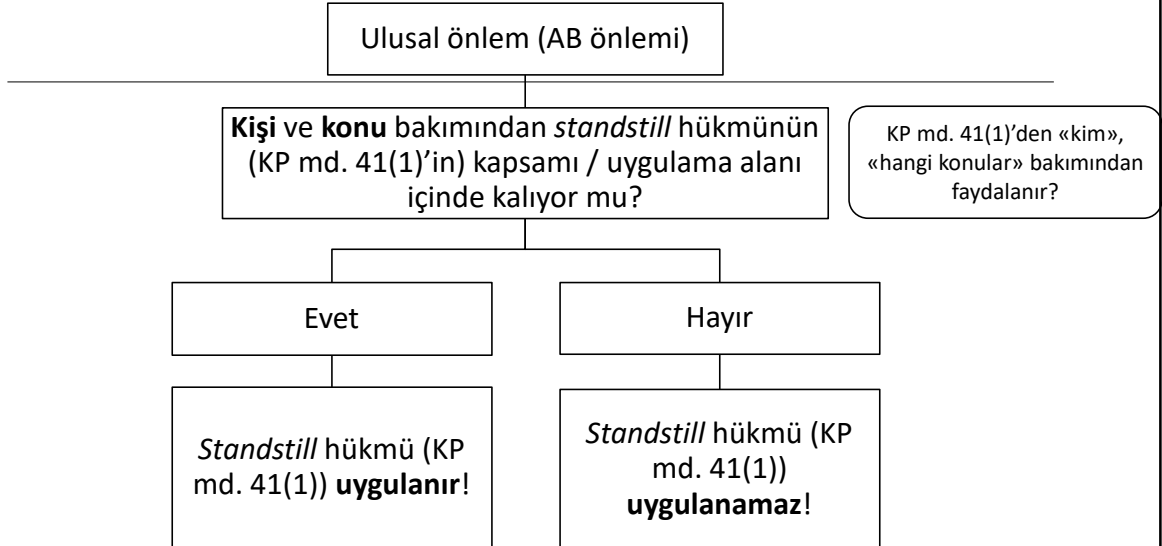 Ulusal önlem (AB önlemi)
Kişi ve konu bakımından standstill hükmünün
(KP md. 41(1)’in) kapsamı / uygulama alanı
içinde kalıyor mu?
KP md. 41(1)’den «kim»,
«hangi konular» bakımından
faydalanır?
Evet
Hayır
Standstill hükmü (KP
md. 41(1)) uygulanır!
Standstill hükmü (KP
md. 41(1))
uygulanamaz!